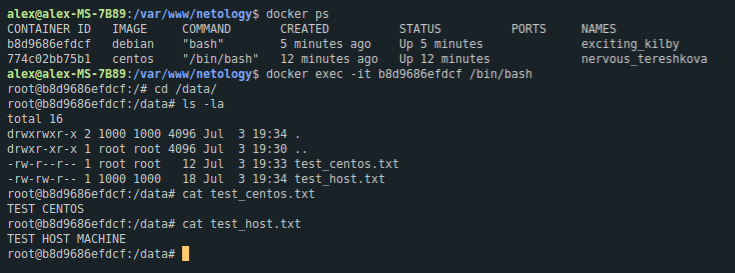 alex@alex-MS-7B89:/var/www/netology$ docker ps
CONTAINER ID   IMAGE     COMMAND       CREATED          STATUS          PORTS     NAMES
b8d9686efdcf   debian    "bash"        5 minutes ago    Up 5 minutes              exciting_kilby
774c02bb75b1   centos    "/bin/bash"   12 minutes ago   Up 12 minutes             nervous_tereshkova
alex@alex-MS-7B89:/var/www/netology$ docker exec -it b8d9686efdcf /bin/bash
root@b8d9686efdcf:/# cd /data/
root@b8d9686efdcf:/data# ls -la
total 16
drwxrwxr-x 2 1000 1000 4096 Jul  3 19:34 .
drwxr-xr-x 1 root root 4096 Jul  3 19:30 ..
-rw-r--r-- 1 root root   12 Jul  3 19:33 test_centos.txt
-rw-rw-r-- 1 1000 1000   18 Jul  3 19:34 test_host.txt
root@b8d9686efdcf:/data# cat test_centos.txt
TEST CENTOS
root@b8d9686efdcf:/data# cat test_host.txt
TEST HOST MACHINE
root@b8d9686efdcf:/data#